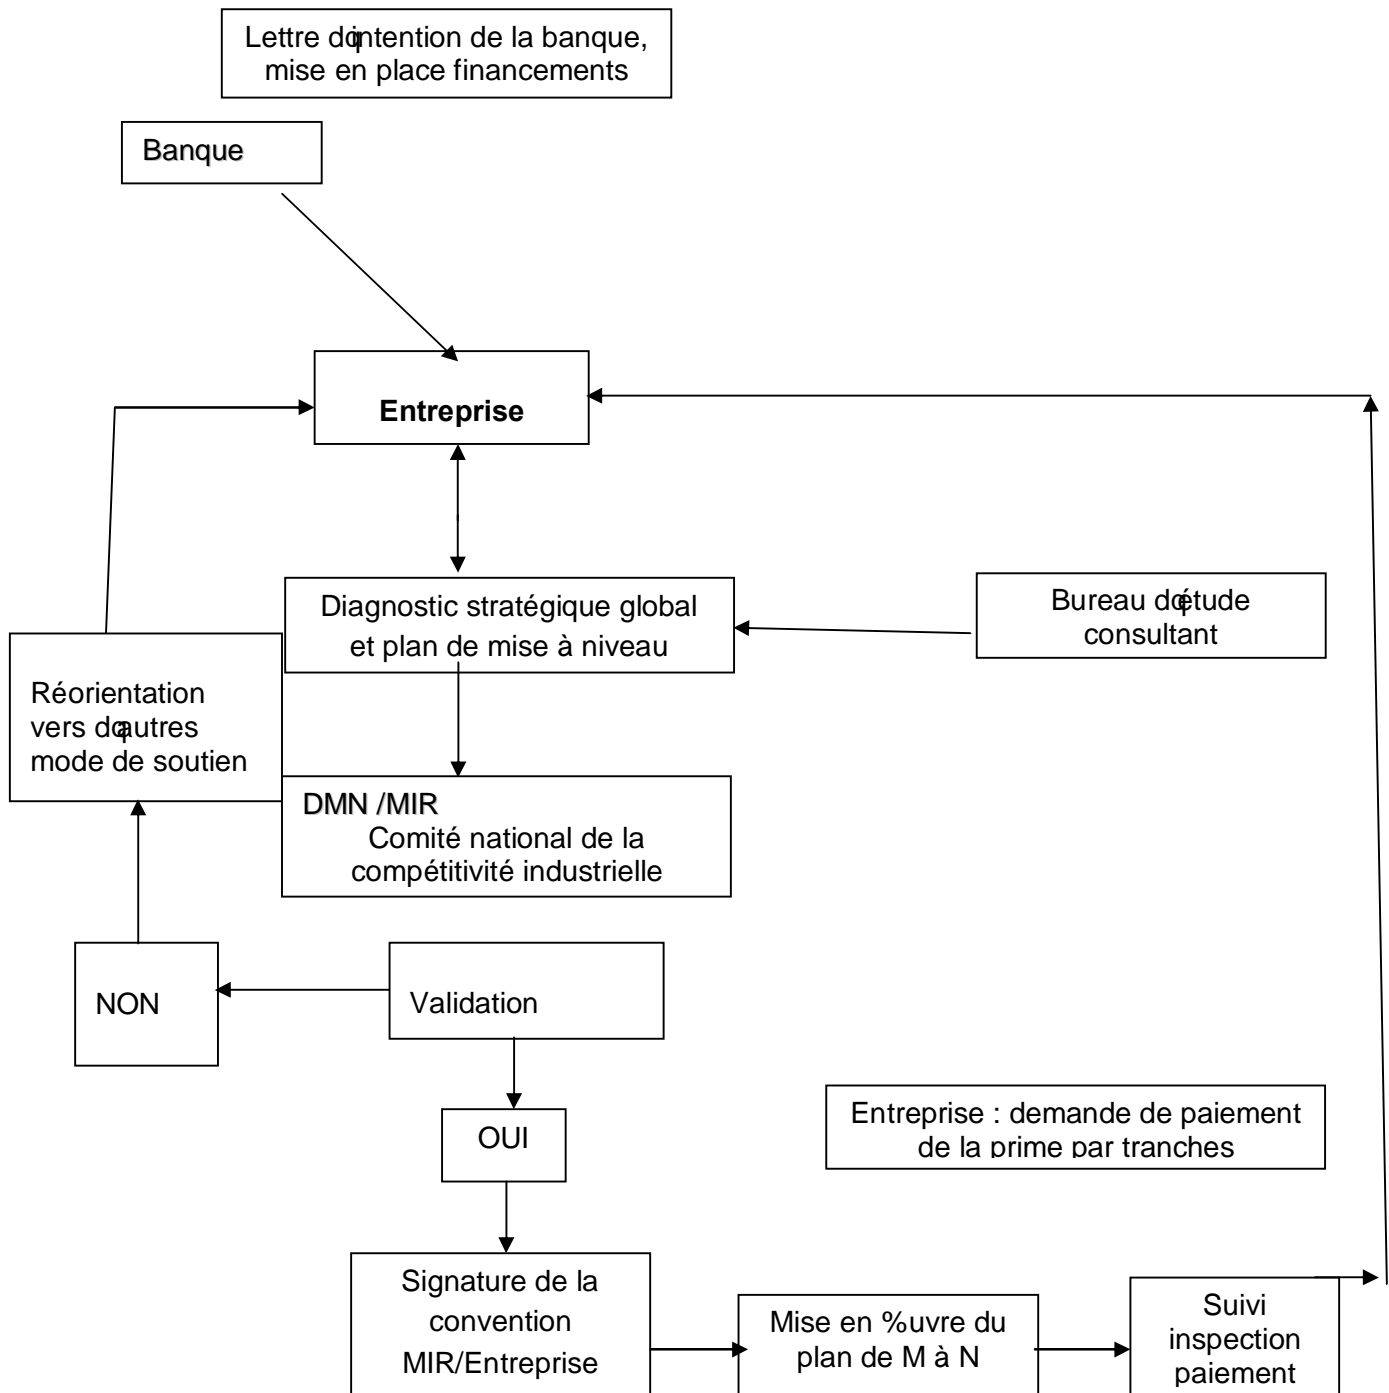 Lettre dqintention de la banque,
mise en place financements
Banque
Entreprise
Diagnostic stratégique global
et plan de mise à niveau
Bureau dqétude
consultant
Réorientation
vers dqautres
mode de soutien
DMN /MIR
Comité national de la
compétitivité industrielle
NON
Validation
OUI
Entreprise : demande de paiement
de la prime par tranches
Signature de la
convention
MIR/Entreprise
Mise en %uvre du
plan de M à N
Suivi
inspection
paiement